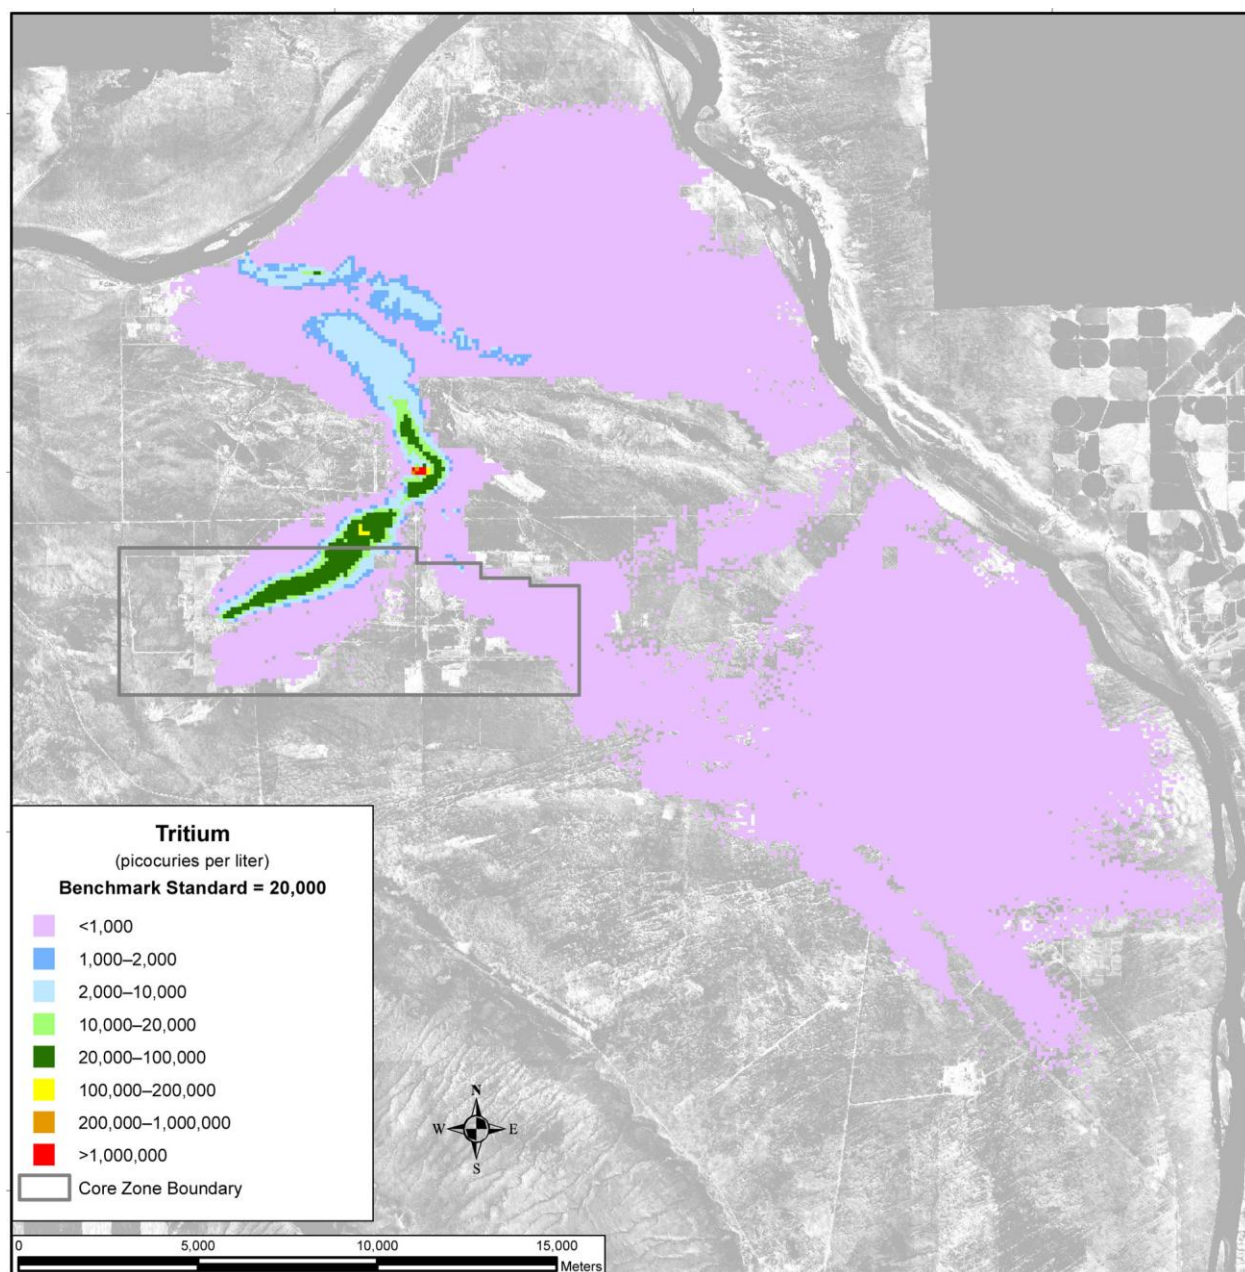 Tritium
(picocuries per liter)
Benchmark Standard = 20,000
<1,000
1,000–2,000
2,000–10,000
10,000–20,000
20,000–100,000
100,000–200,000
200,000–1,000,000
>1,000,000
Core Zone Boundary
N
W E
S
0 5,000 10,000 15,000
Meters